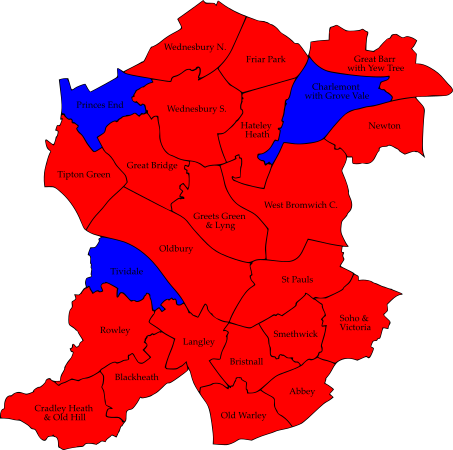 Wednesbury N.
Friar Park
Great Barr
with Yew Tree
Princes End
Charlemont
with Grove Vale
Wednesbury S.
Hateley
Heath
Newton
Great Bridge
Tipton Green
West Bromwich C.
Greets Green
& Lyng
Oldbury
Tividale
St.Pauls
Rowley
Langley
Smethwick
Soho &
Victoria
Bristnall
Blackheath
Abbey
Cradley Heath
& Old Hill
Old Warley